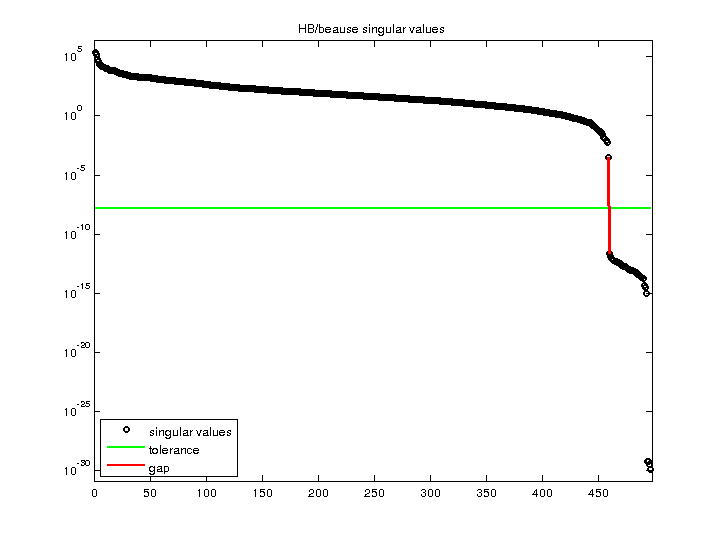 HB/beause singular values
10^5
10^0
10^-5
10^-10
10^-15
10^-20
10^-25
10^-30
singular values
tolerance
gap
0 50 100 150 200 250 300 350 400 450